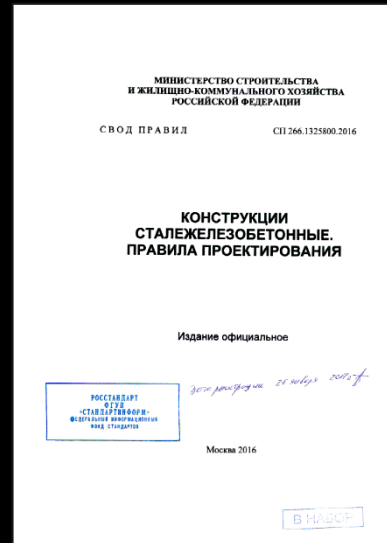 МИНИСТЕРСТВО СТРОИТЕЛЬСТВА
И ЖИЛИЩНО-КОММУНАЛЬНОГО ХОЗЯЙСТВА
РОССИЙСКОЙ ФЕДЕРАЦИИ
СВОД ПРАВИЛ СП 266.1325800.2016
КОНСТРУКЦИИ
СТАЛЕЖЕЛЕЗОБЕТОННЫЕ.
ПРАВИЛА ПРОЕКТИРОВАНИЯ
Издание официальное
РОССТАНДАРТ
ФГУП
«СТАНДАРТИНФОРМ»
ФЕДЕРАЛЬНЫЙ ИНФОРМАЦИОННЫЙ
ФОНД СТАНДАРТОВ
Москва 2016
В НАБОР